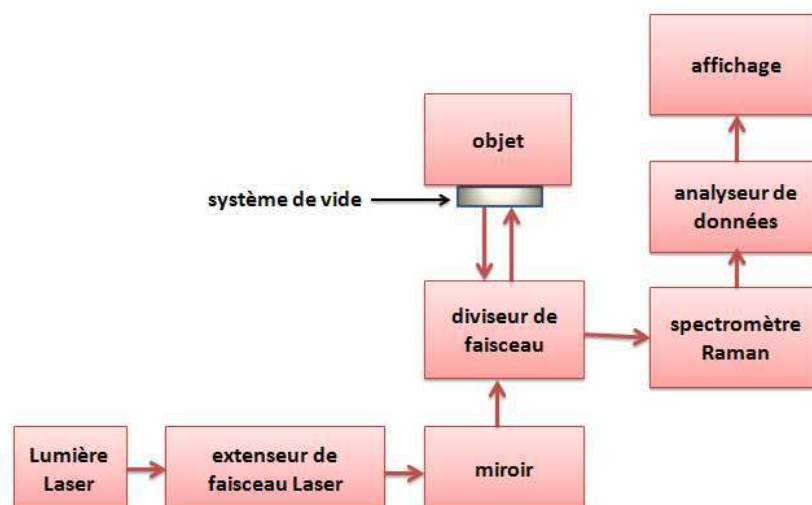 affichage
objet
système de vide
analyseur de
données
diviseur de
faisceau
spectromètre
Raman
Lumière
Laser
extenseur de
faisceau Laser
miroir